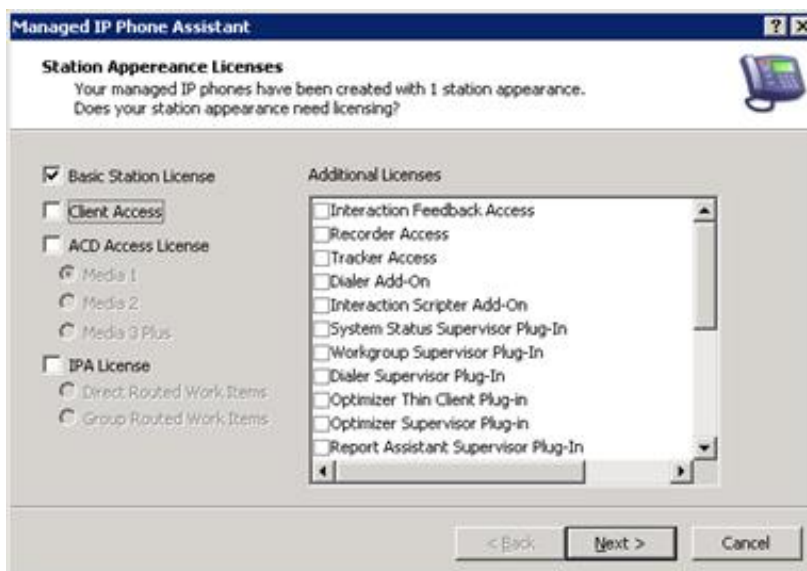 Managed IP Phone Assistant
Station Appereance Licenses
Your managed IP phones have been created with 1 station appearance.
Does your station appearance need licensing?
Basic Station License
Client Access
ACD Access License
Media 1
Media 2
Media 3 Plus
IPA License
Direct Routed Work Items
Group Routed Work Items
Additional Licenses
Interaction Feedback Access
Recorder Access
Tracker Access
Dialer Add-On
Interaction Scripter Add-On
System Status Supervisor Plug-In
Workgroup Supervisor Plug-In
Dialer Supervisor Plug-In
Optimizer Thin Client Plug-in
Optimizer Supervisor Plug-in
Report Assistant Supervisor Plug-In
< Back
Next >
Cancel